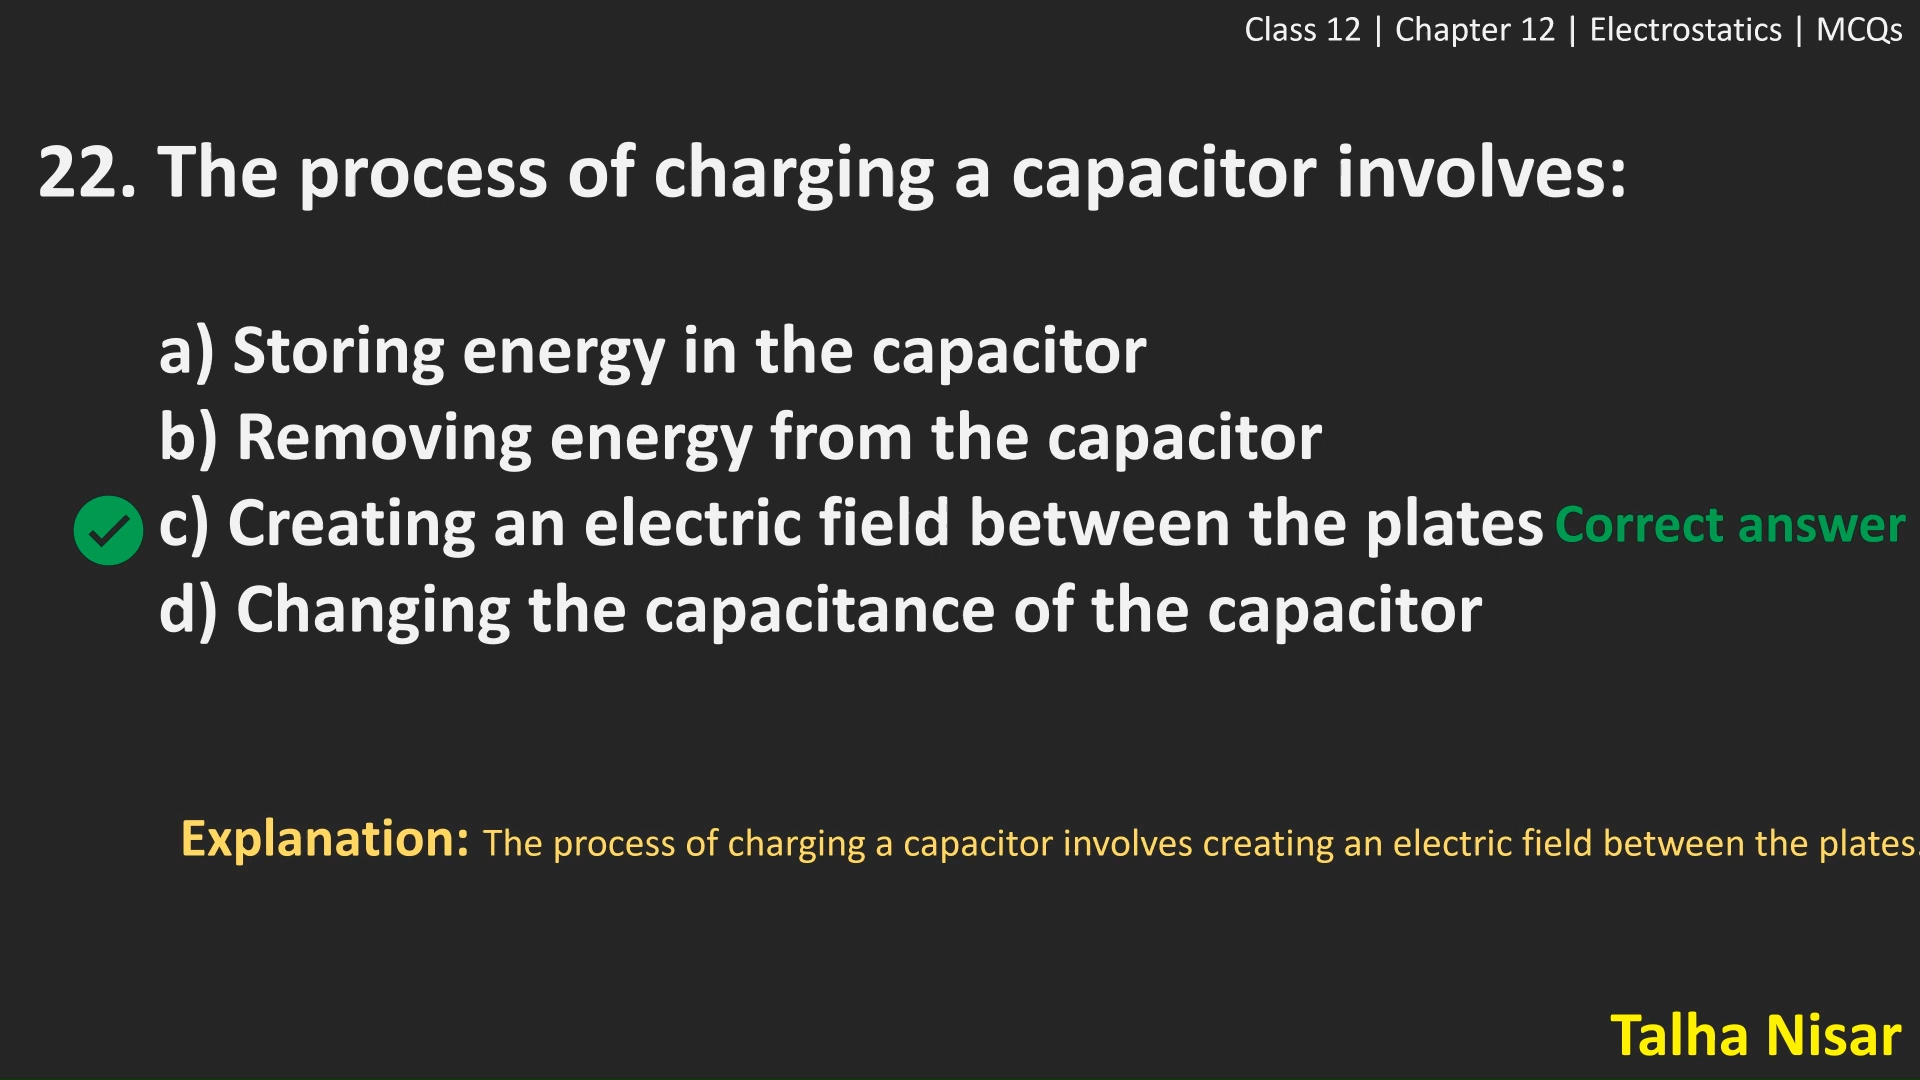 Class 12 | Chapter 12 | Electrostatics | MCQs
22. The process of charging a capacitor involves:
a) Storing energy in the capacitor
b) Removing energy from the capacitor
c) Creating an electric field between the plates Correct answer
d) Changing the capacitance of the capacitor
Explanation: The process of charging a capacitor involves creating an electric field between the plates.
Talha Nisar